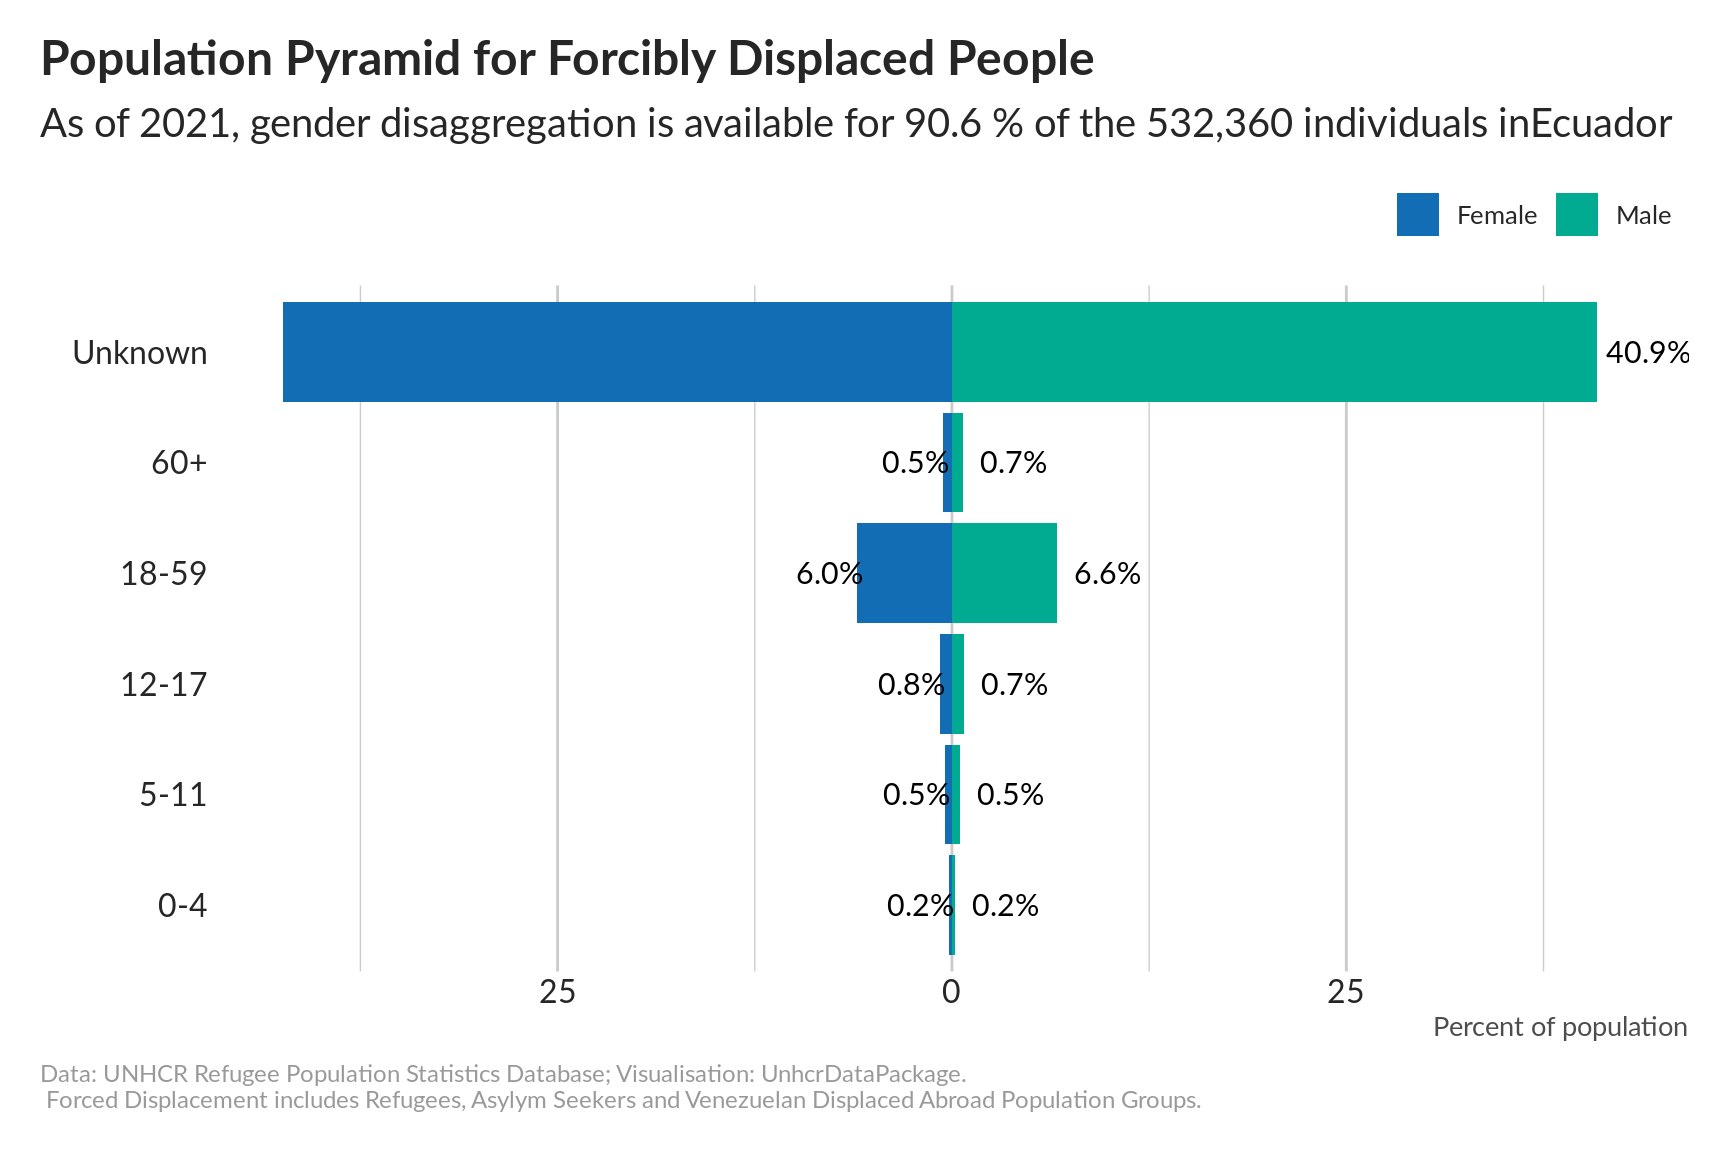 Population Pyramid for Forcibly Displaced People
As of 2021, gender disaggregation is available for 90.6 % of the 532,360 individuals inEcuador
Female Male
Unknown 40.9%
60+ 0.5% 0.7%
18-59 6.0% 6.6%
12-17 0.8% 0.7%
5-11 0.5% 0.5%
0-4 0.2% 0.2%
25 0 25
Percent of population
Data: UNHCR Refugee Population Statistics Database; Visualisation: UnhcrDataPackage.
Forced Displacement includes Refugees, Asylym Seekers and Venezuelan Displaced Abroad Population Groups.